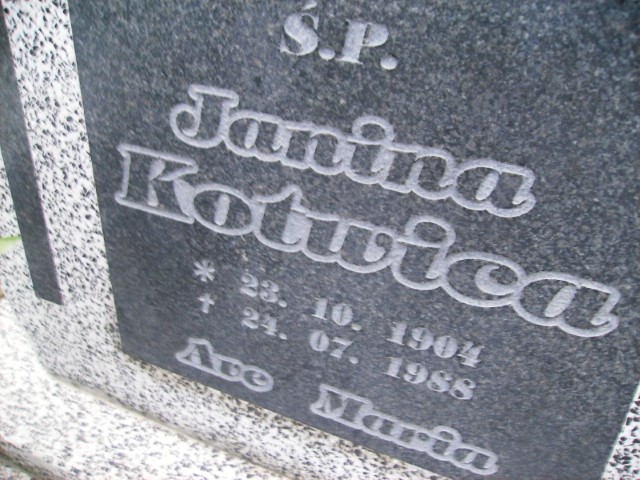 Ś.P.
Janina
Kotwica
* 23. 10. 1904
† 24. 07. 1988
Ave Maria